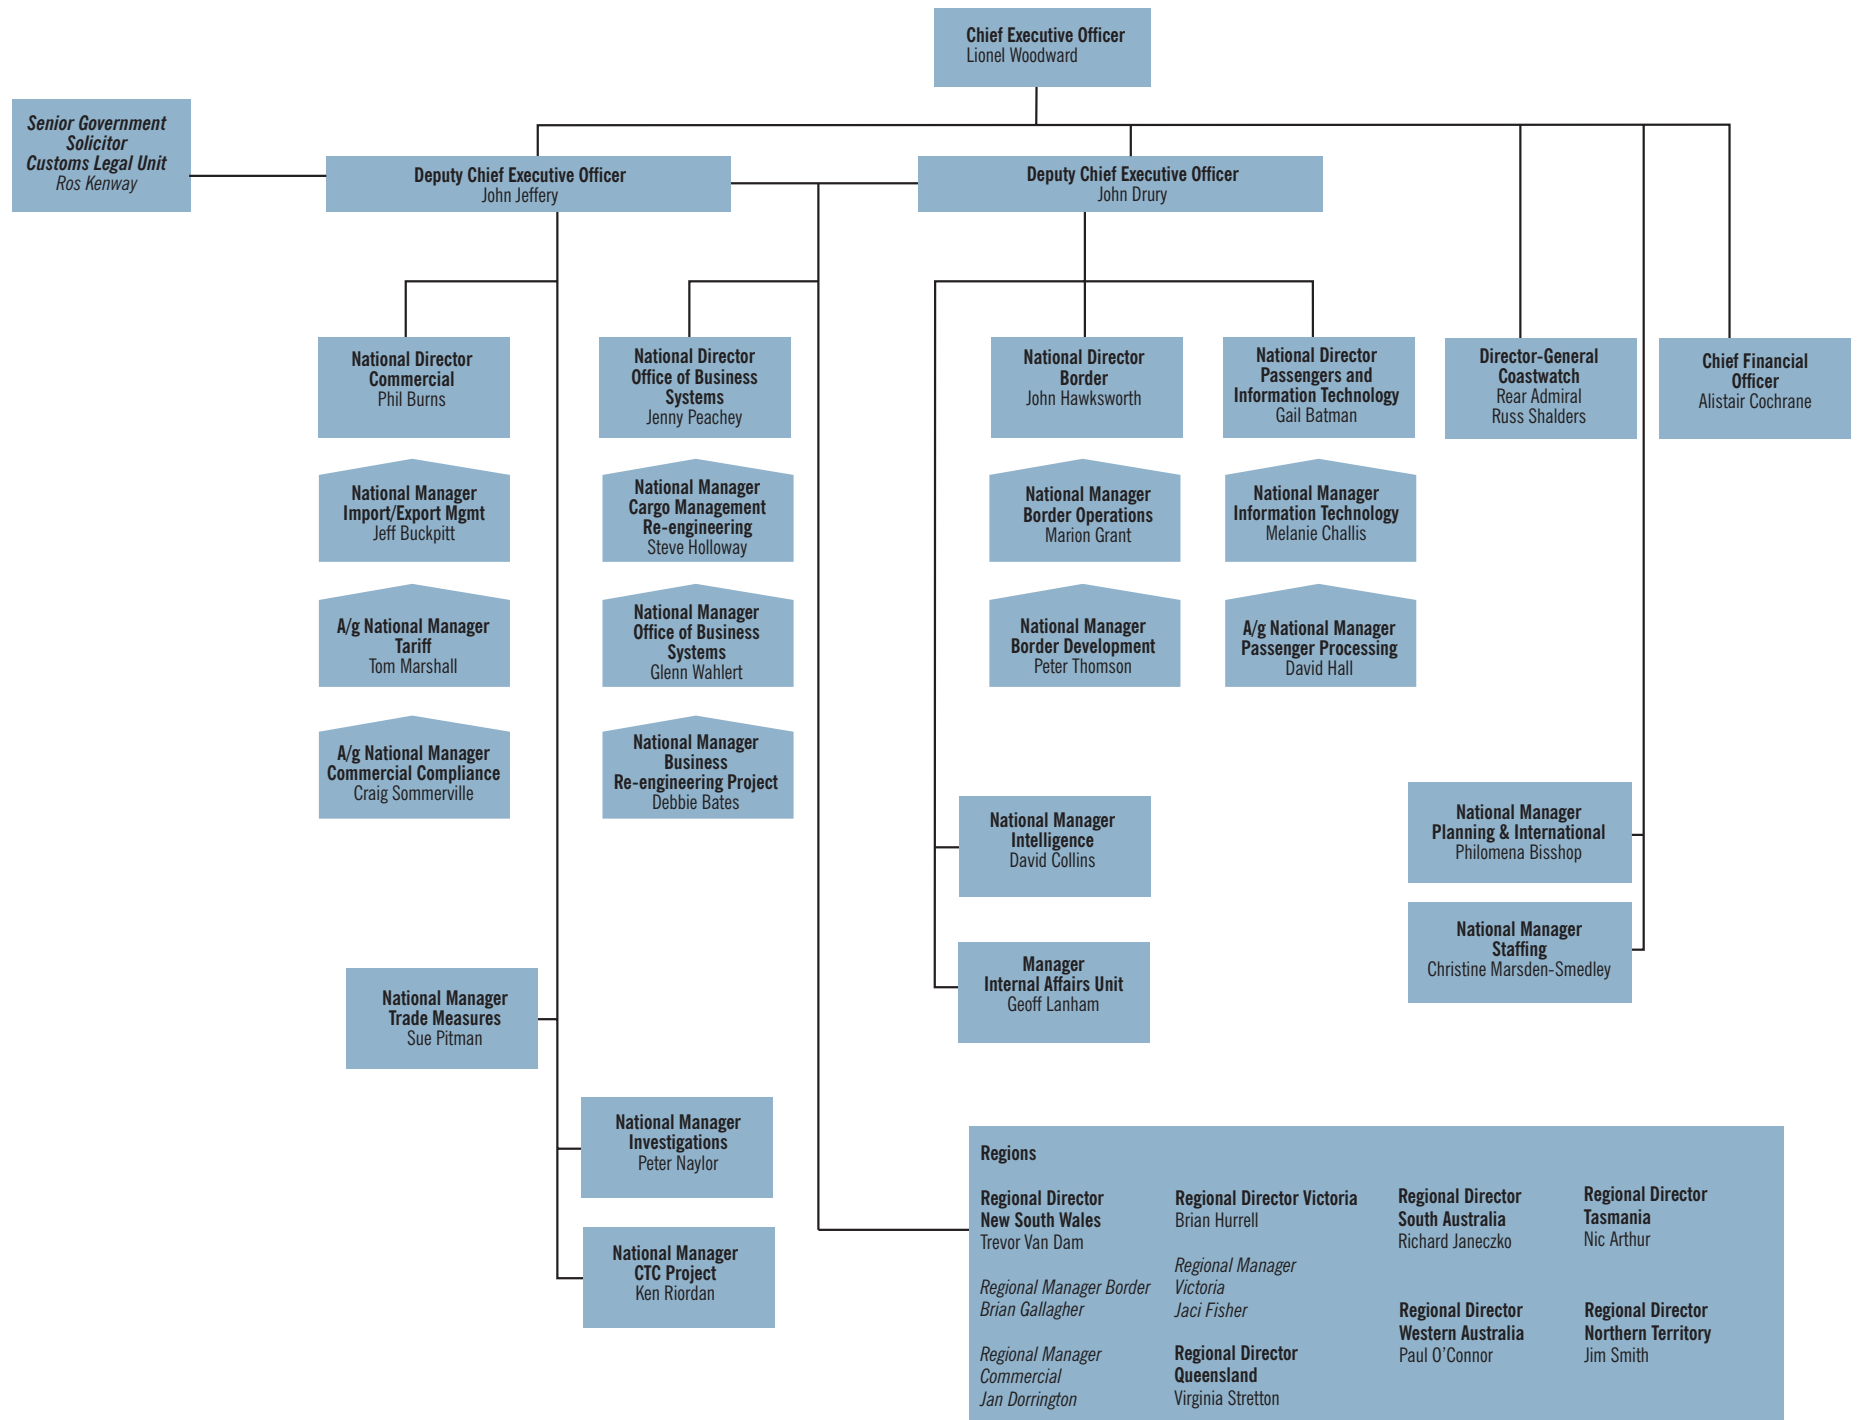 Chief Executive Officer
Lionel Woodward
Senior Government
Solicitor
Customs Legal Unit
Ros Kenway
Deputy Chief Executive Officer
John Jeffery
Deputy Chief Executive Officer
John Drury
National Director
Commercial
Phil Burns
National Director
Office of Business
Systems
Jenny Peachey
National Director
Border
John Hawksworth
National Director
Passengers and
Information Technology
Gail Batman
Director-General
Coastwatch
Rear Admiral
Russ Shalders
Chief Financial
Officer
Alistair Cochrane
National Manager
Import/Export Mgmt
Jeff Buckpitt
National Manager
Cargo Management
Re-engineering
Steve Holloway
National Manager
Border Operations
Marion Grant
National Manager
Information Technology
Melanie Challis
A/g National Manager
Tariff
Tom Marshall
National Manager
Office of Business
Systems
Glenn Wahlert
National Manager
Border Development
Peter Thomson
A/g National Manager
Passenger Processing
David Hall
A/g National Manager
Commercial Compliance
Craig Sommerville
National Manager
Business
Re-engineering Project
Debbie Bates
National Manager
Intelligence
David Collins
National Manager
Planning & International
Philomena Bisshop
Manager
Internal Affairs Unit
Geoff Lanham
National Manager
Staffing
Christine Marsden-Smedley
National Manager
Trade Measures
Sue Pitman
National Manager
Investigations
Peter Naylor
National Manager
CTC Project
Ken Riordan
Regions
Regional Director
New South Wales
Trevor Van Dam
Regional Manager Border
Brian Gallagher
Regional Manager
Commercial
Jan Dorrington
Regional Director Victoria
Brian Hurrell
Regional Manager
Victoria
Jaci Fisher
Regional Director
Queensland
Virginia Stretton
Regional Director
South Australia
Richard Janeczko
Regional Director
Western Australia
Paul O’Connor
Regional Director
Tasmania
Nic Arthur
Regional Director
Northern Territory
Jim Smith